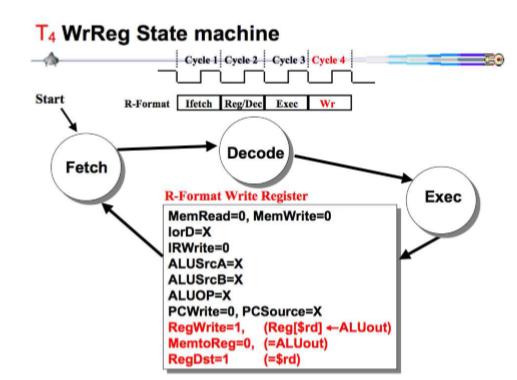 T4 WrReg State machine
Cycle 1 Cycle 2 Cycle 3 Cycle 4
Start
R-Format Ifetch Reg/Dec Exec Wr
Decode
Fetch
Exec
R-Format Write Register
MemRead=0, MemWrite=0
IorD=X
IRWrite=0
ALUSrcA=X
ALUSrcB=X
ALUOP=X
PCWrite=0, PCSource=X
RegWrite=1, (Reg[$rd] ←ALUout)
MemtoReg=0, (=ALUout)
RegDst=1 (=$rd)